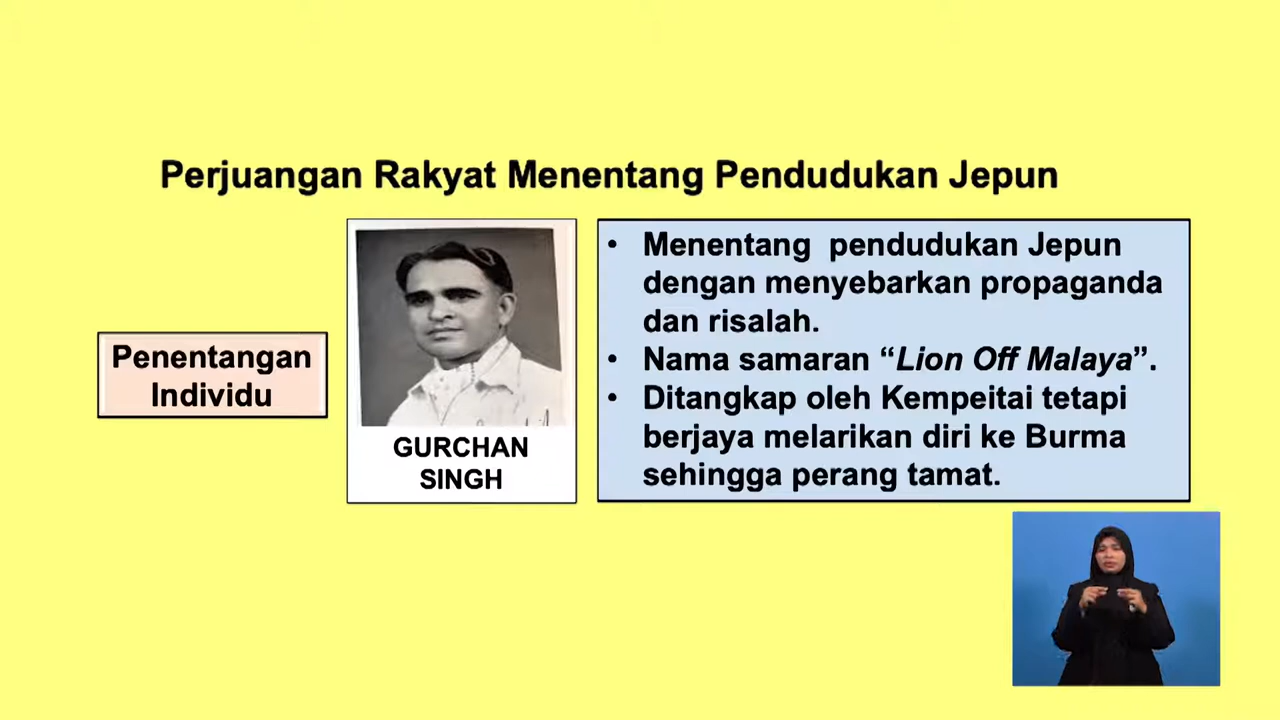 Perjuangan Rakyat Menentang Pendudukan Jepun
Penentangan
Individu
GURCHAN
SINGH
• Menentang pendudukan Jepun
dengan menyebarkan propaganda
dan risalah.
• Nama samaran “Lion Off Malaya”.
• Ditangkap oleh Kempeitai tetapi
berjaya melarikan diri ke Burma
sehingga perang tamat.